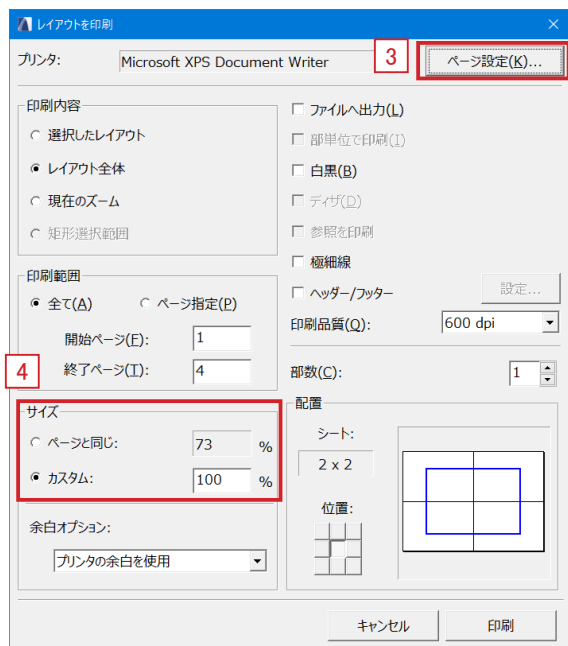 レイアウトを印刷
プリンタ: Microsoft XPS Document Writer 3 ページ設定(K)...
印刷内容
選択したレイアウト
レイアウト全体
現在のズーム
矩形選択範囲
ファイルへ出力(L)
部単位で印刷(I)
白黒(B)
ディザ(D)
参照を印刷
極細線
ヘッダー/フッター 設定...
印刷品質(Q): 600 dpi
印刷範囲
全て(A) ページ指定(P)
開始ページ(F): 1
終了ページ(T): 4
部数(C): 1
4
サイズ
ページと同じ: 73 %
カスタム: 100 %
余白オプション:
プリンタの余白を使用
配置
シート:
2 x 2
位置:
キャンセル 印刷